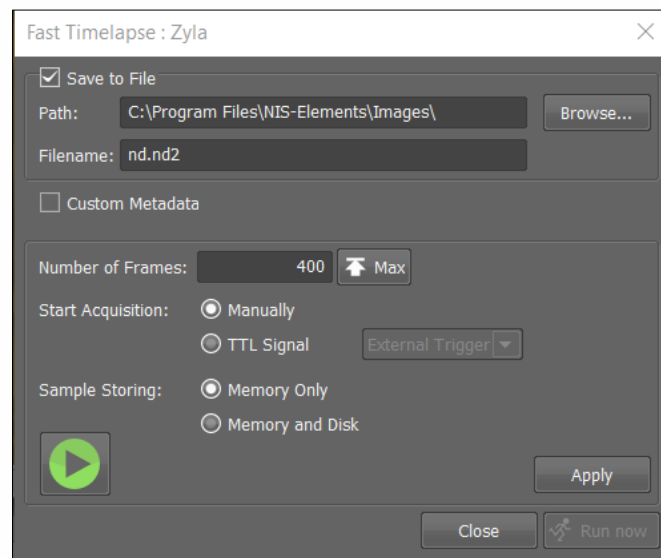 Fast Timelapse : Zyla
Save to File
Path: C:\Program Files\NIS-Elements\Images\ Browse...
Filename: nd.nd2
Custom Metadata
Number of Frames: 400 Max
Start Acquisition: Manually
TTL Signal External Trigger
Sample Storing: Memory Only
Memory and Disk
Apply
Close Run now